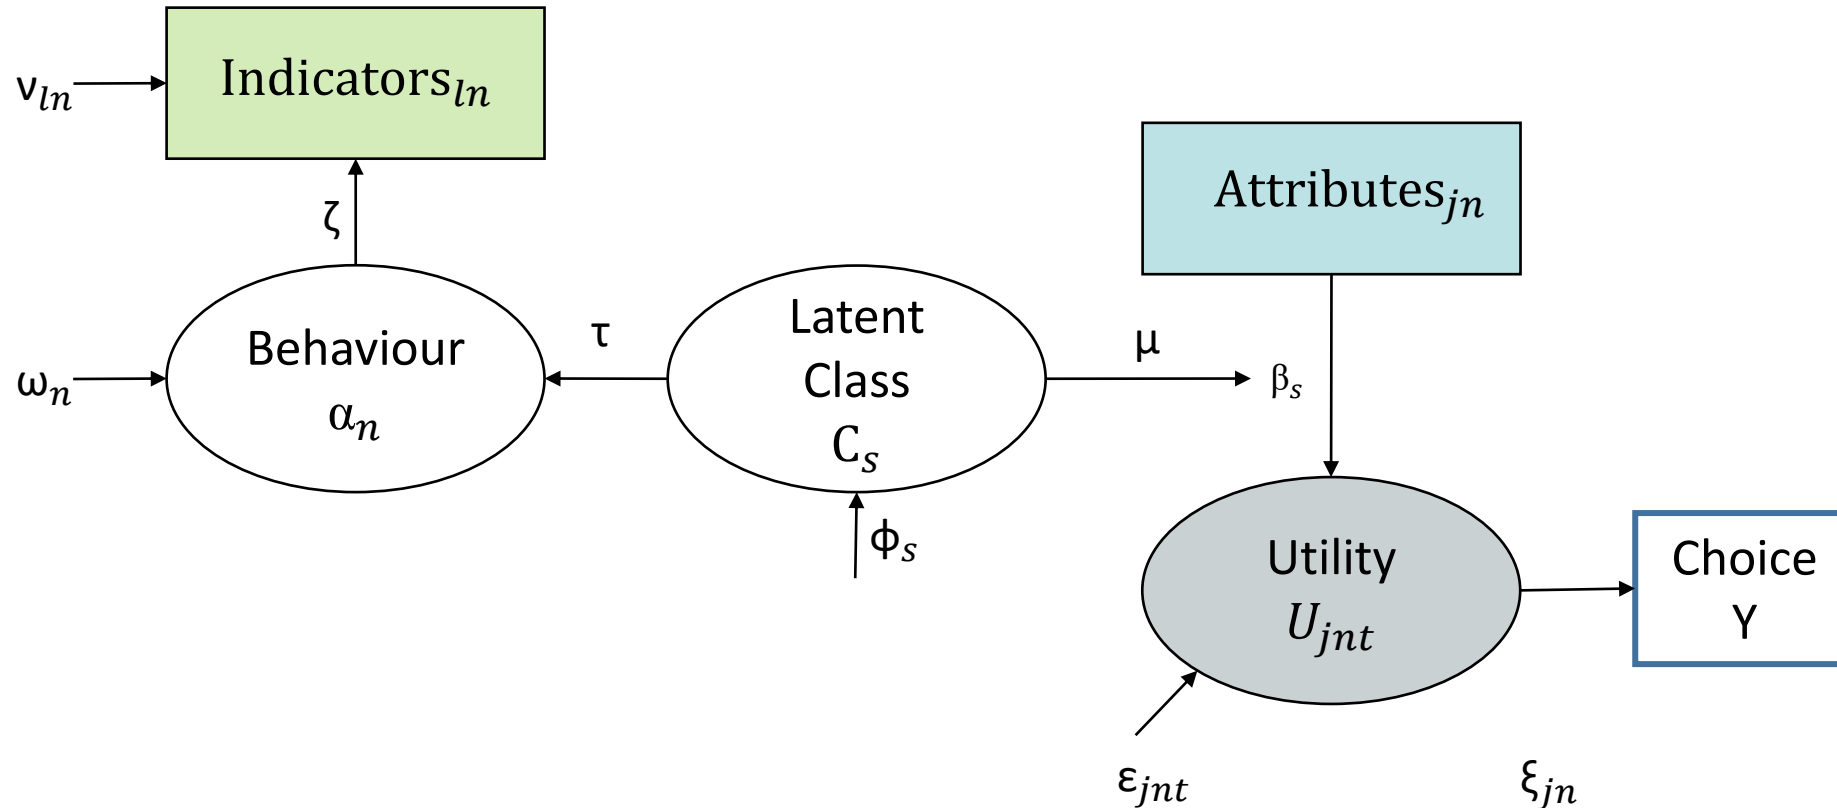 ν_ln
Indicators_ln
ζ
Attributes_jn
ω_n
Behaviour
α_n
τ
Latent
Class
C_s
μ
β_s
ϕ_s
Utility
U_jnt
Choice
Y
ε_jnt
ξ_jn